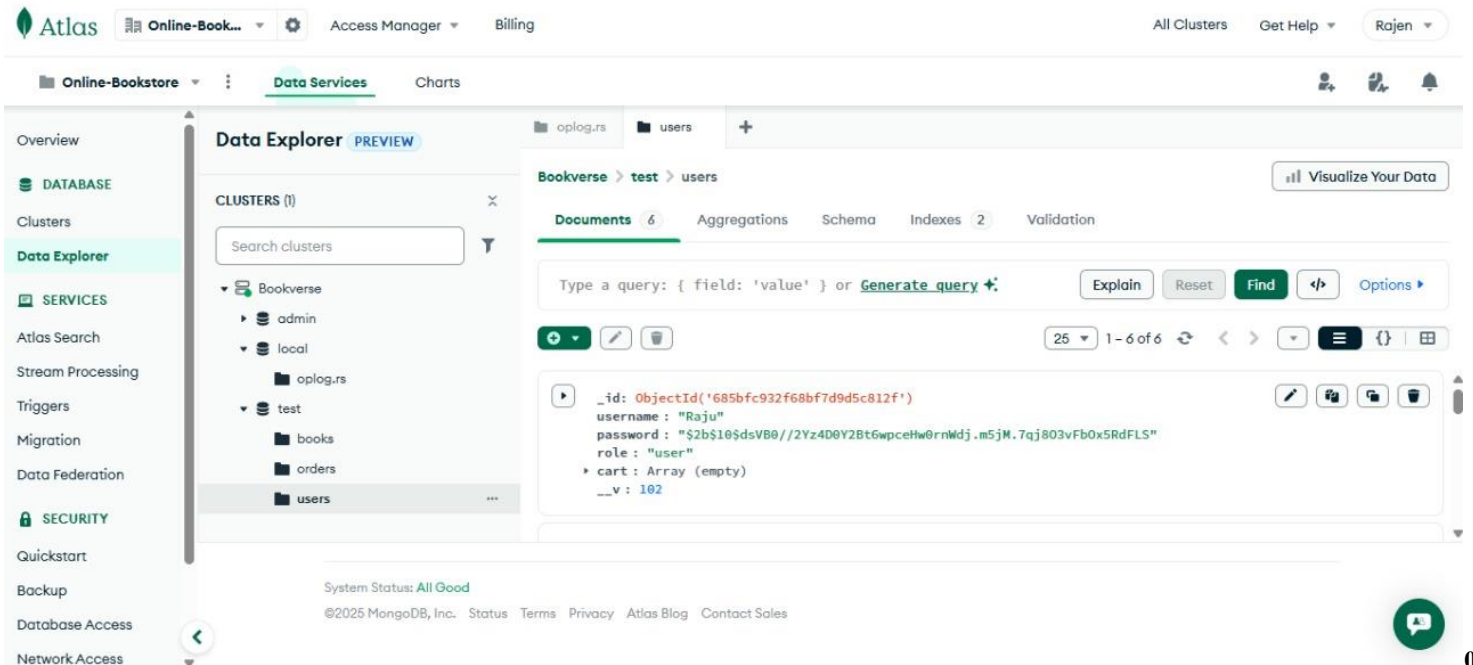 Atlas
Online-Book...
Access Manager
Billing
All Clusters
Get Help
Rajen
Online-Bookstore
Data Services
Charts
Overview
DATABASE
Clusters
Data Explorer
SERVICES
Atlas Search
Stream Processing
Triggers
Migration
Data Federation
SECURITY
Quickstart
Backup
Database Access
Network Access
Data Explorer PREVIEW
CLUSTERS (1)
Search clusters
Bookverse
admin
local
oplog.rs
test
books
orders
users
oplog.rs
users
Bookverse > test > users
Visualize Your Data
Documents 6
Aggregations
Schema
Indexes 2
Validation
Type a query: { field: 'value' } or Generate query
Explain
Reset
Find
</>
Options
25
1 – 6 of 6
{}
_id: ObjectId('685bfc932f68bf7d9d5c812f')
username : "Raju"
password : "$2b$10$dsVB0//2Yz4D0Y2Bt6wpceHw0rnWdj.m5jM.7qj8O3vFbOx5RdFLS"
role : "user"
cart : Array (empty)
__v : 102
System Status: All Good
©2025 MongoDB, Inc. Status Terms Privacy Atlas Blog Contact Sales